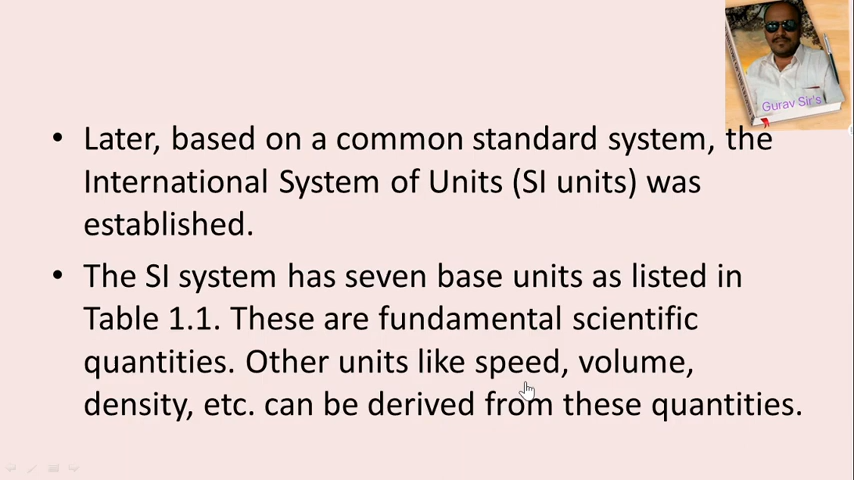 Gurav Sir's
• Later, based on a common standard system, the
International System of Units (SI units) was
established.
• The SI system has seven base units as listed in
Table 1.1. These are fundamental scientific
quantities. Other units like speed, volume,
density, etc. can be derived from these quantities.